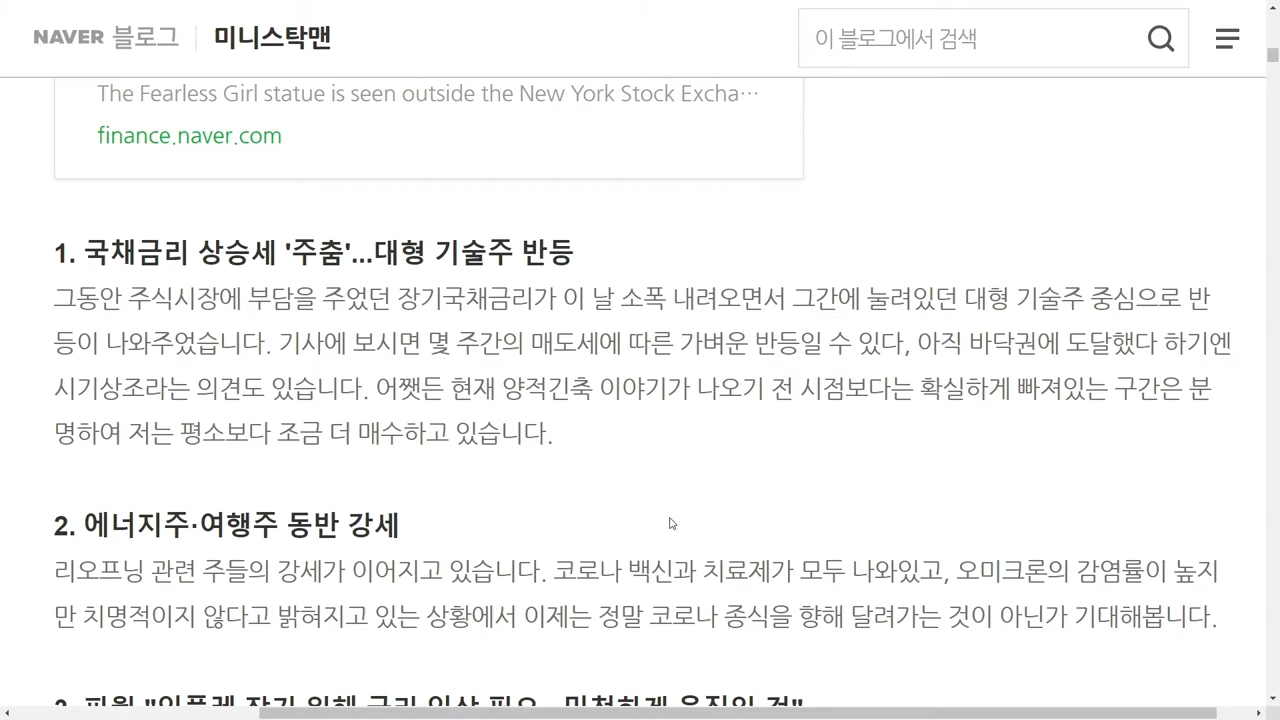 NAVER 블로그 미니스탁맨
이 블로그에서 검색
The Fearless Girl statue is seen outside the New York Stock Excha…
finance.naver.com
1. 국채금리 상승세 '주춤'...대형 기술주 반등
그동안 주식시장에 부담을 주었던 장기국채금리가 이 날 소폭 내려오면서 그간에 눌려있던 대형 기술주 중심으로 반
등이 나와주었습니다. 기사에 보시면 몇 주간의 매도세에 따른 가벼운 반등일 수 있다, 아직 바닥권에 도달했다 하기엔
시기상조라는 의견도 있습니다. 어쨋든 현재 양적긴축 이야기가 나오기 전 시점보다는 확실하게 빠져있는 구간은 분
명하여 저는 평소보다 조금 더 매수하고 있습니다.
2. 에너지주·여행주 동반 강세
리오프닝 관련 주들의 강세가 이어지고 있습니다. 코로나 백신과 치료제가 모두 나와있고, 오미크론의 감염률이 높지
만 치명적이지 않다고 밝혀지고 있는 상황에서 이제는 정말 코로나 종식을 향해 달려가는 것이 아닌가 기대해봅니다.